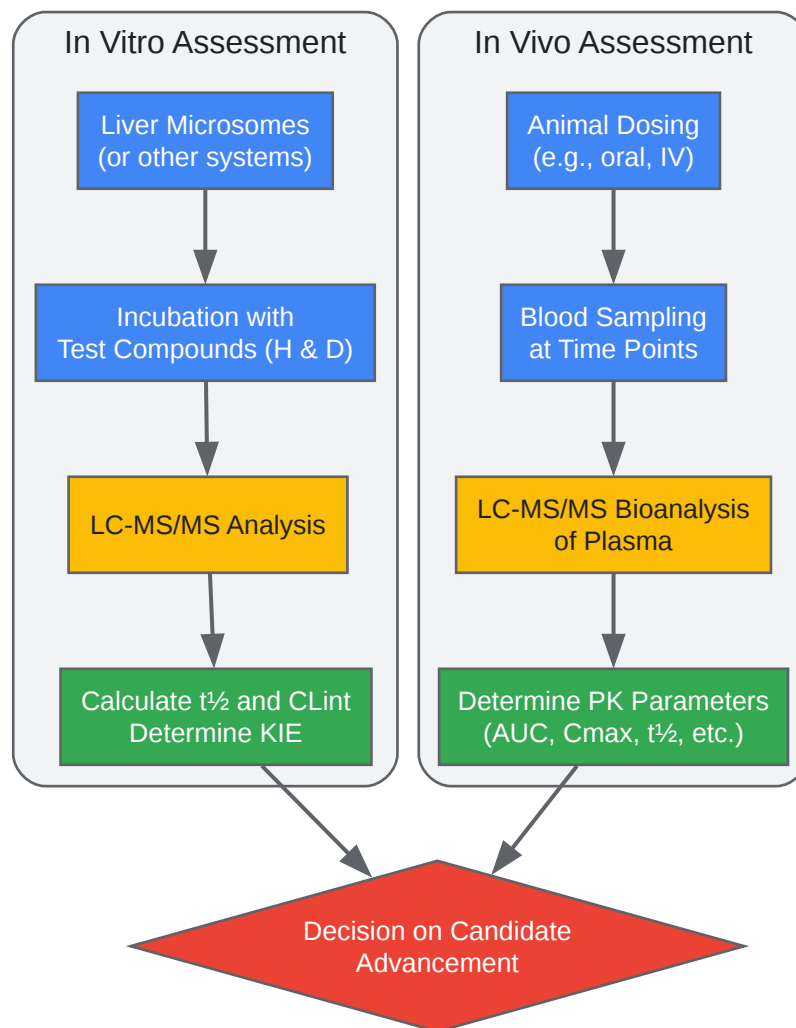 In Vitro Assessment
Liver Microsomes
(or other systems)
Incubation with
Test Compounds (H & D)
LC-MS/MS Analysis
Calculate t½ and CLint
Determine KIE
In Vivo Assessment
Animal Dosing
(e.g., oral, IV)
Blood Sampling
at Time Points
LC-MS/MS Bioanalysis
of Plasma
Determine PK Parameters
(AUC, Cmax, t½, etc.)
Decision on Candidate
Advancement